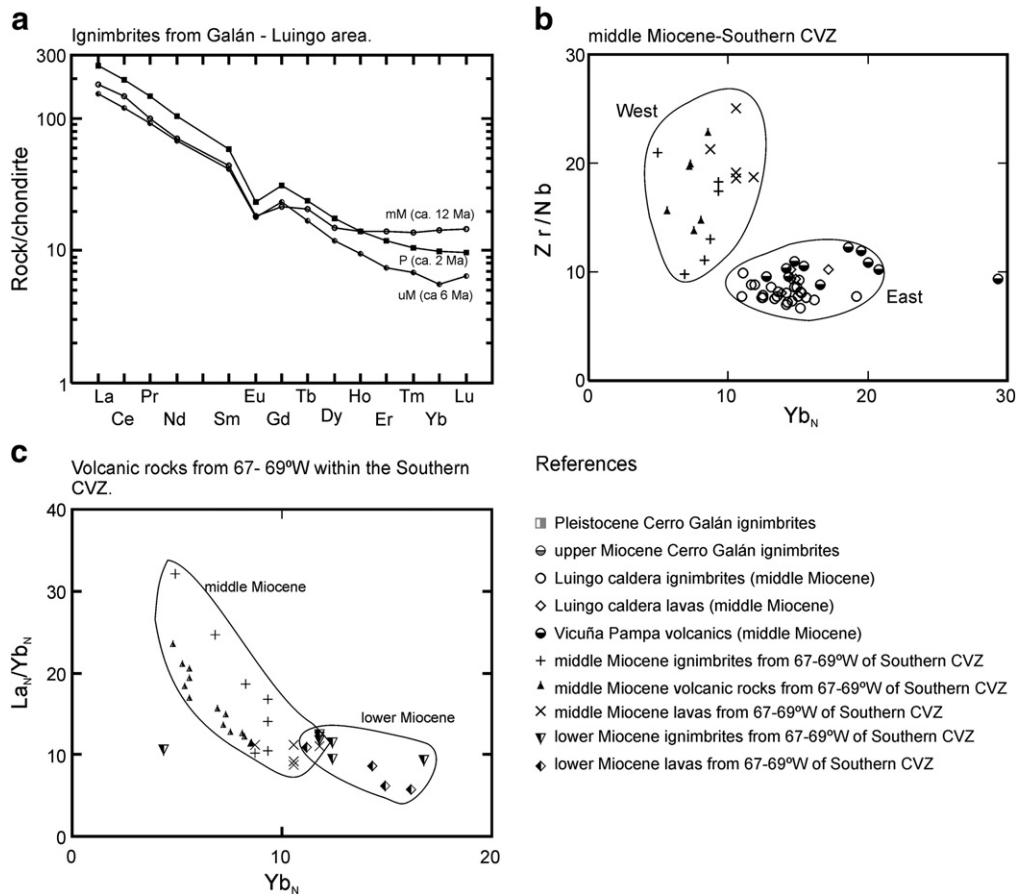 a
Ignimbrites from Galán - Luingo area.
300
100
10
1
Rock/chondirte
mM (ca. 12 Ma)
P (ca. 2 Ma)
uM (ca 6 Ma)
La Pr Eu Tb Ho Tm Lu
Ce Nd Sm Gd Dy Er Yb
b
middle Miocene-Southern CVZ
30
20
10
0
Zr/Nb
West
East
0 10 20 30
Yb_N
c
Volcanic rocks from 67- 69ºW within the Southern
CVZ.
40
30
20
10
0
La_N/Yb_N
middle Miocene
lower Miocene
0 10 20
Yb_N
References
Pleistocene Cerro Galán ignimbrites
upper Miocene Cerro Galán ignimbrites
Luingo caldera ignimbrites (middle Miocene)
Luingo caldera lavas (middle Miocene)
Vicuña Pampa volcanics (middle Miocene)
middle Miocene ignimbrites from 67-69ºW of Southern CVZ
middle Miocene volcanic rocks from 67-69ºW of Southern CVZ
middle Miocene lavas from 67-69ºW of Southern CVZ
lower Miocene ignimbrites from 67-69ºW of Southern CVZ
lower Miocene lavas from 67-69ºW of Southern CVZ